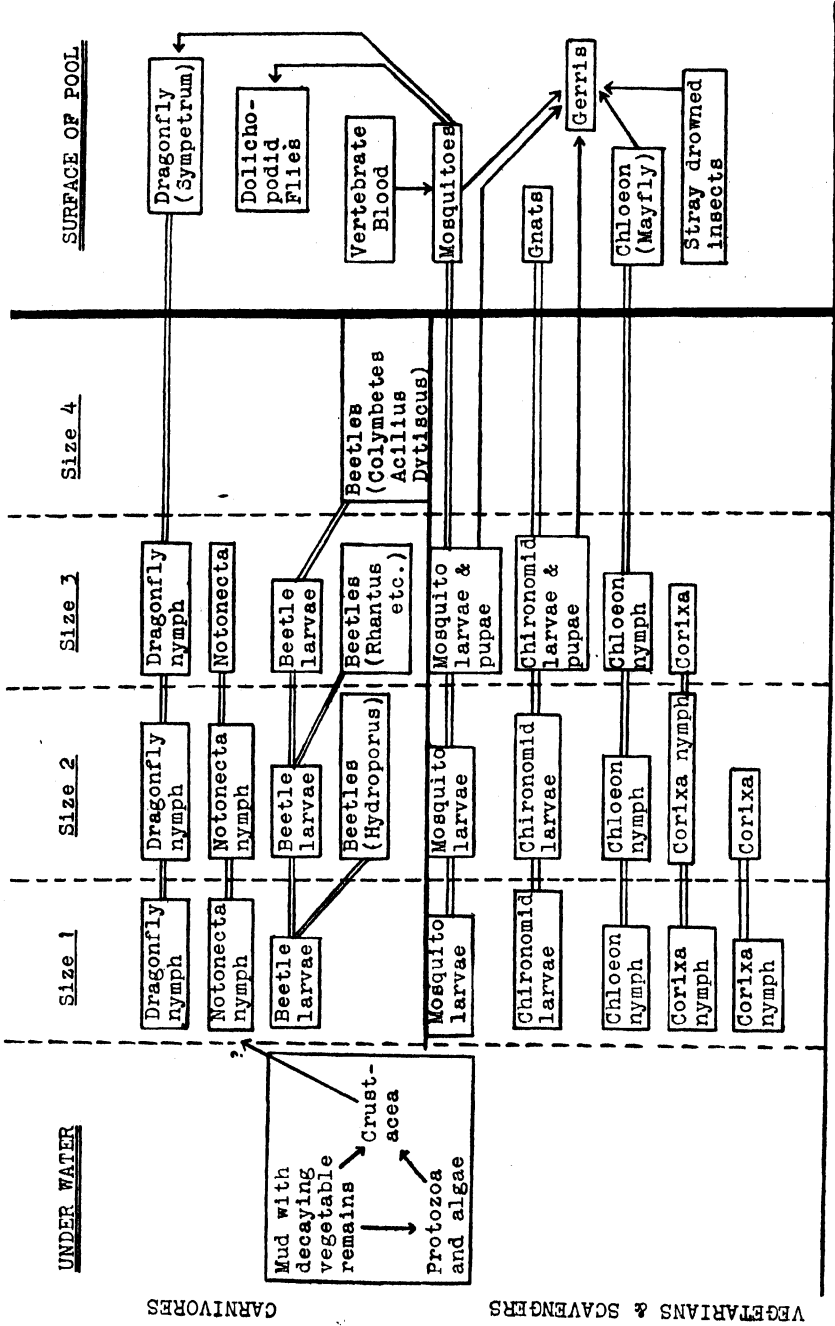 UNDER WATER
Size 1
Size 2
Size 3
Size 4
SURFACE OF POOL
CARNIVORES
VEGETARIANS & SCAVENGERS
Mud with
decaying
vegetable
remains
Crust-
acea
Protozoa
and algae
?
Dragonfly
nymph
Dragonfly
nymph
Dragonfly
nymph
Dragonfly
(Sympetrum)
Notonecta
nymph
Notonecta
nymph
Notonecta
Dolicho-
podid
Flies
Beetle
larvae
Beetle
larvae
Beetle
larvae
Beetles
(Hydroporus)
Beetles
(Rhantus
etc.)
Beetles
(Colymbetes
Acilius
Dytiscus)
Vertebrate
Blood
Mosquito
larvae
Mosquito
larvae
Mosquito
larvae &
pupae
Mosquitoes
Chironomid
larvae
Chironomid
larvae
Chironomid
larvae &
pupae
Gnats
Gerris
Chloeon
nymph
Chloeon
nymph
Chloeon
nymph
Chloeon
(Mayfly)
Corixa
nymph
Corixa nymph
Corixa
Stray drowned
insects
Corixa
nymph
Corixa